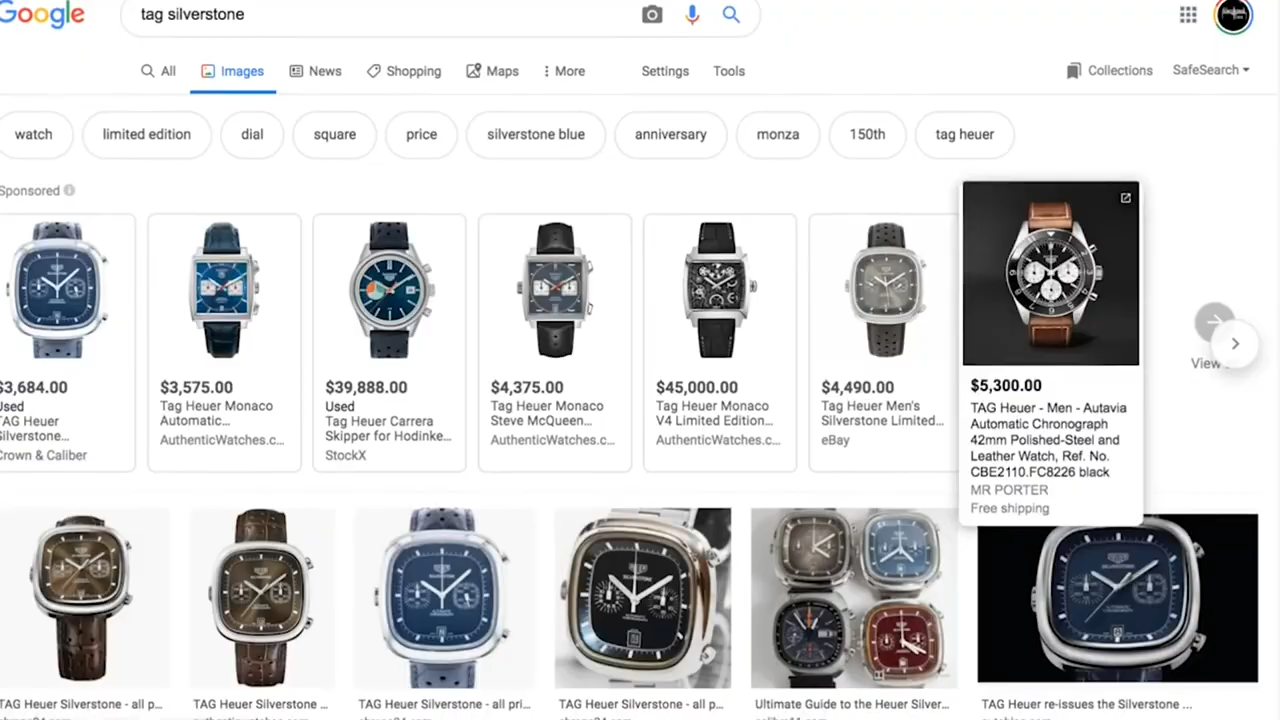 Google
tag silverstone
All
Images
News
Shopping
Maps
More
Settings
Tools
Collections
SafeSearch
watch
limited edition
dial
square
price
silverstone blue
anniversary
monza
150th
tag heuer
Sponsored
$3,684.00
Used
TAG Heuer
Silverstone...
Crown & Caliber
$3,575.00
Tag Heuer Monaco
Automatic...
AuthenticWatches.c...
$39,888.00
Used
Tag Heuer Carrera
Skipper for Hodinke...
StockX
$4,375.00
Tag Heuer Monaco
Steve McQueen...
AuthenticWatches.c...
$45,000.00
Tag Heuer Monaco
V4 Limited Edition...
AuthenticWatches.c...
$4,490.00
Tag Heuer Men's
Silverstone Limited...
eBay
$5,300.00
TAG Heuer - Men - Autavia
Automatic Chronograph
42mm Polished-Steel and
Leather Watch, Ref. No.
CBE2110.FC8226 black
MR PORTER
Free shipping
View
TAG Heuer Silverstone - all p...
TAG Heuer Silverstone ...
TAG Heuer Silverstone - all pri...
TAG Heuer Silverstone - all p...
Ultimate Guide to the Heuer Silver...
TAG Heuer re-issues the Silverstone ...